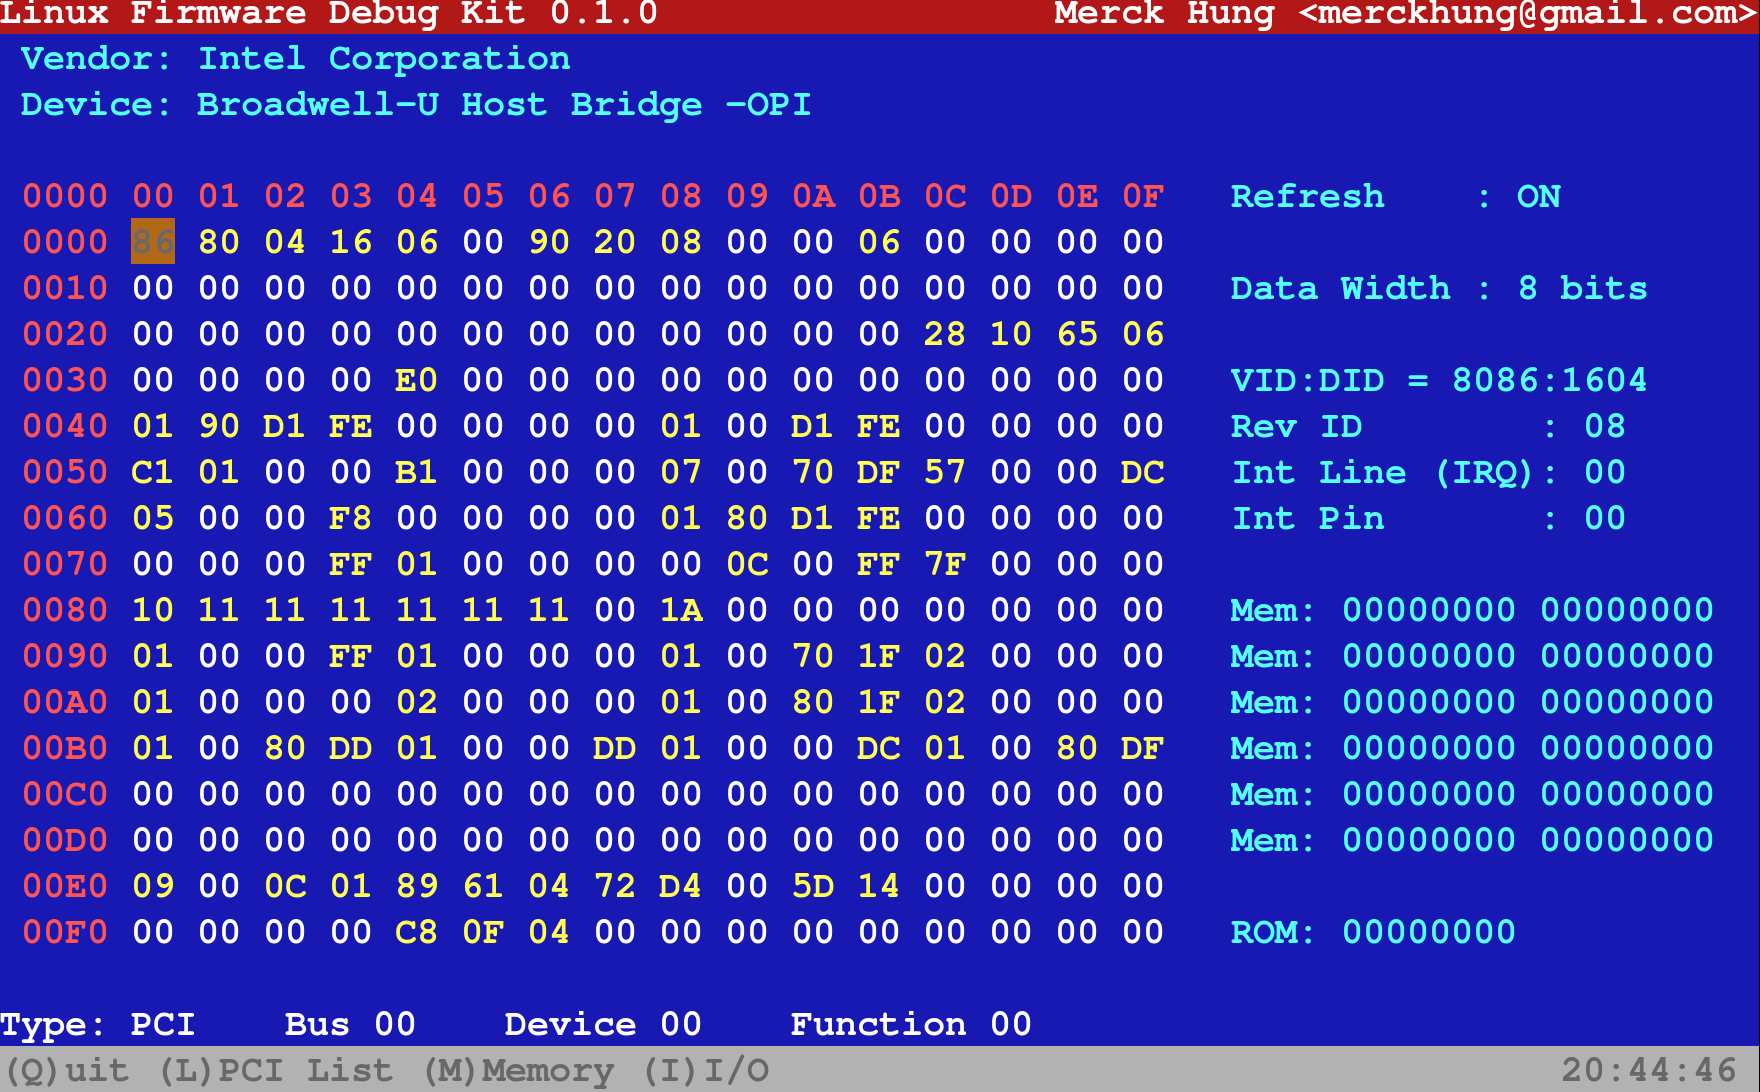 Linux Firmware Debug Kit 0.1.0 Merck Hung <merckhung@gmail.com>
Vendor: Intel Corporation
Device: Broadwell-U Host Bridge -OPI
0000 00 01 02 03 04 05 06 07 08 09 0A 0B 0C 0D 0E 0F Refresh : ON
0000 86 80 04 16 06 00 90 20 08 00 00 06 00 00 00 00
0010 00 00 00 00 00 00 00 00 00 00 00 00 00 00 00 00 Data Width : 8 bits
0020 00 00 00 00 00 00 00 00 00 00 00 00 28 10 65 06
0030 00 00 00 00 E0 00 00 00 00 00 00 00 00 00 00 00 VID:DID = 8086:1604
0040 01 90 D1 FE 00 00 00 00 01 00 D1 FE 00 00 00 00 Rev ID : 08
0050 C1 01 00 00 B1 00 00 00 07 00 70 DF 57 00 00 DC Int Line (IRQ): 00
0060 05 00 00 F8 00 00 00 00 01 80 D1 FE 00 00 00 00 Int Pin : 00
0070 00 00 00 FF 01 00 00 00 00 0C 00 FF 7F 00 00 00
0080 10 11 11 11 11 11 11 00 1A 00 00 00 00 00 00 00 Mem: 00000000 00000000
0090 01 00 00 FF 01 00 00 00 01 00 70 1F 02 00 00 00 Mem: 00000000 00000000
00A0 01 00 00 00 02 00 00 00 01 00 80 1F 02 00 00 00 Mem: 00000000 00000000
00B0 01 00 80 DD 01 00 00 DD 01 00 00 DC 01 00 80 DF Mem: 00000000 00000000
00C0 00 00 00 00 00 00 00 00 00 00 00 00 00 00 00 00 Mem: 00000000 00000000
00D0 00 00 00 00 00 00 00 00 00 00 00 00 00 00 00 00 Mem: 00000000 00000000
00E0 09 00 0C 01 89 61 04 72 D4 00 5D 14 00 00 00 00
00F0 00 00 00 00 C8 0F 04 00 00 00 00 00 00 00 00 00 ROM: 00000000
Type: PCI Bus 00 Device 00 Function 00
(Q)uit (L)PCI List (M)Memory (I)I/O 20:44:46